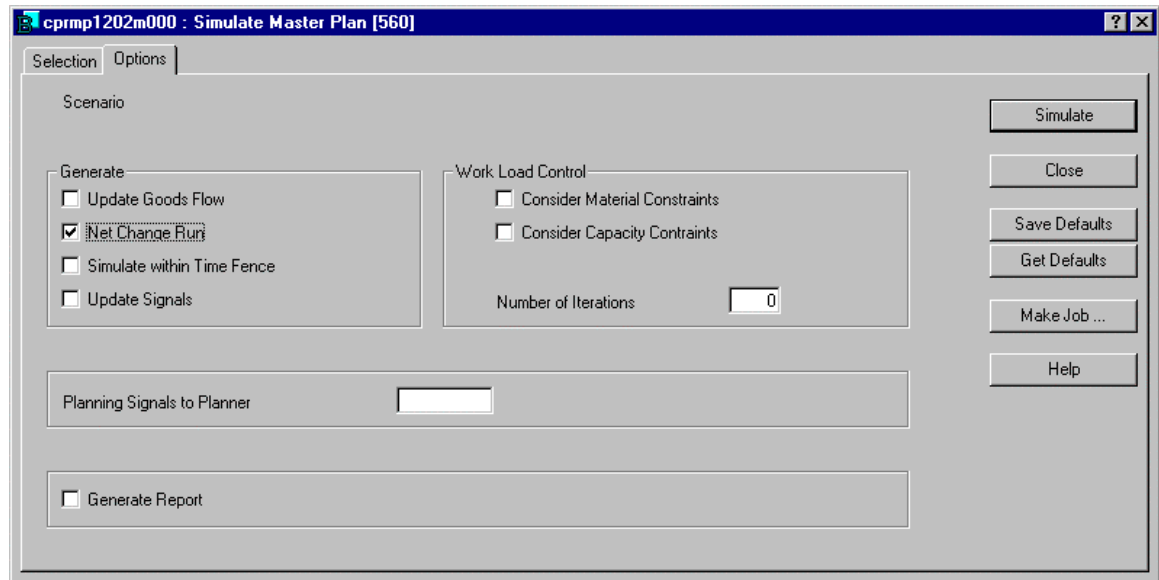 cprmp1202m000 : Simulate Master Plan [560]
Selection
Options
Scenario
Simulate
Generate
Work Load Control
Close
Update Goods Flow
Consider Material Constraints
Net Change Run
Consider Capacity Contraints
Save Defaults
Simulate within Time Fence
Get Defaults
Update Signals
Number of Iterations 0
Make Job ...
Help
Planning Signals to Planner
Generate Report